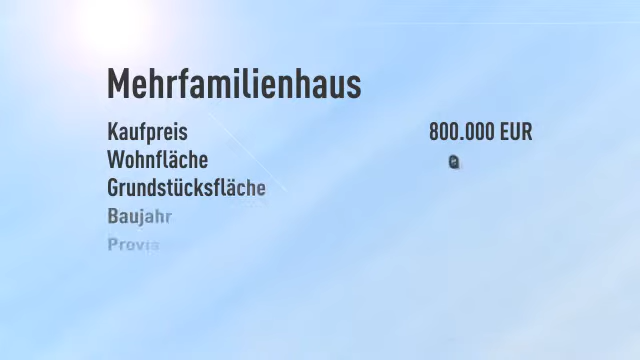 Mehrfamilienhaus
Kaufpreis 800.000 EUR
Wohnfläche
Grundstücksfläche
Baujahr